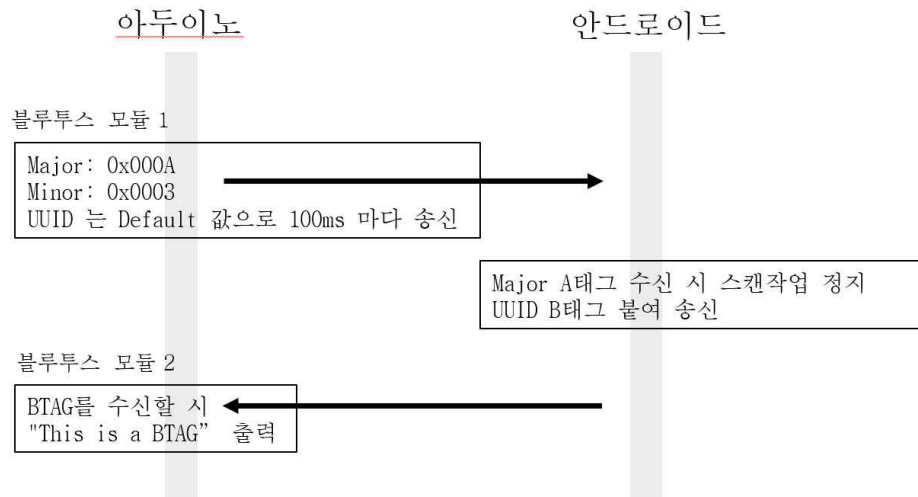 아두이노
안드로이드
블루투스 모듈 1
Major: 0x000A
Minor: 0x0003
UUID 는 Default 값으로 100ms 마다 송신
Major A태그 수신 시 스캔작업 정지
UUID B태그 붙여 송신
블루투스 모듈 2
BTAG를 수신할 시
"This is a BTAG” 출력